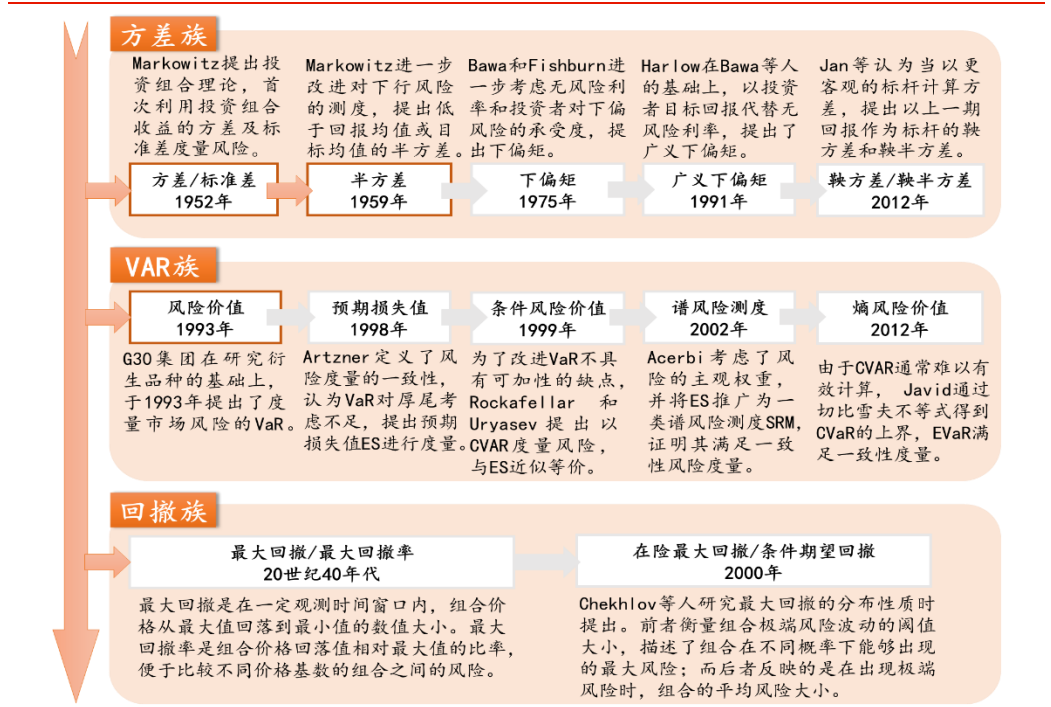 方差族
Markowitz提出投
资组合理论，首
次利用投资组合
收益的方差及标
准差度量风险。
Markowitz进一步
改进对下行风险
的测度，提出低
于回报均值或目
标均值的半方差。
Bawa和Fishburn进
一步考虑无风险利
率和投资者对下偏
风险的承受度，提
出下偏矩。
Harlow在Bawa等人
的基础上，以投资
者目标回报代替无
风险利率，提出了
广义下偏矩。
Jan等认为当以更
客观的标杆计算方
差，提出以上一期
回报作为标杆的鞅
方差和鞅半方差。
方差/标准差
1952年
半方差
1959年
下偏矩
1975年
广义下偏矩
1991年
鞅方差/鞅半方差
2012年
VAR族
风险价值
1993年
预期损失值
1998年
条件风险价值
1999年
谱风险测度
2002年
熵风险价值
2012年
G30集团在研究衍
生品种的基础上，
于1993年提出了度
量市场风险的VaR。
Artzner定义了风
险度量的一致性，
认为VaR对厚尾考
虑不足，提出预期
损失值ES进行度量。
为了改进VaR不具
有可加性的缺点，
Rockafellar 和
Uryasev提出以
CVAR度量风险，
与ES近似等价。
Acerbi考虑了风
险的主观权重，
并将ES推广为一
类谱风险测度SRM，
证明其满足一致
性风险度量。
由于CVAR通常难以有
效计算， Javid通过
切比雪夫不等式得到
CVaR的上界，EVaR满
足一致性度量。
回撤族
最大回撤/最大回撤率
20世纪40年代
在险最大回撤/条件期望回撤
2000年
最大回撤是在一定观测时间窗口内，组合价
格从最大值回落到最小值的数值大小。最大
回撤率是组合价格回落值相对最大值的比率，
便于比较不同价格基数的组合之间的风险。
Chekhlov等人研究最大回撤的分布性质时
提出。前者衡量组合极端风险波动的阈值
大小，描述了组合在不同概率下能够出现
的最大风险；而后者反映的是在出现极端
风险时，组合的平均风险大小。